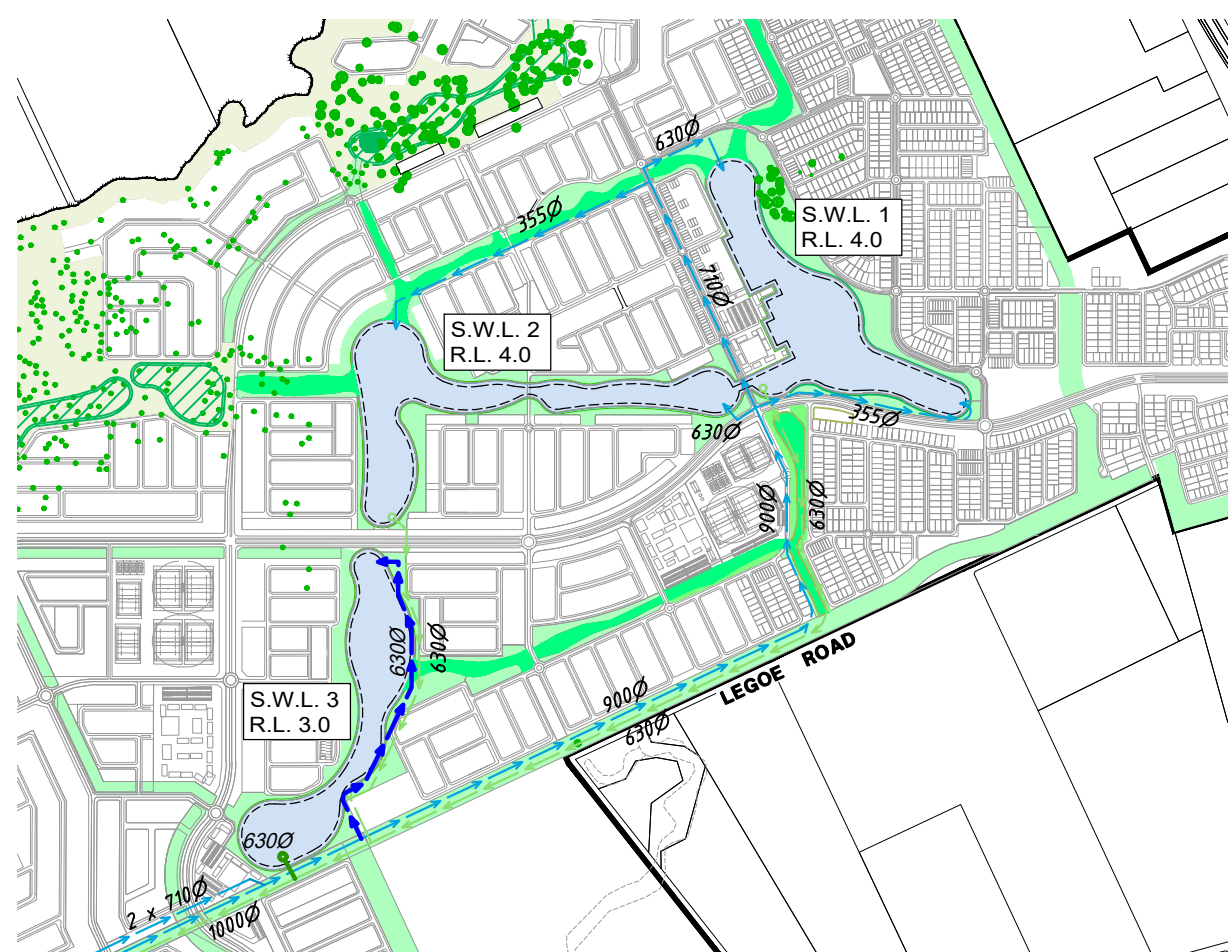 630Ø
S.W.L. 1
R.L. 4.0
355Ø
710Ø
S.W.L. 2
R.L. 4.0
355Ø
630Ø
900Ø
630Ø
630Ø
630Ø
LEGOE ROAD
S.W.L. 3
R.L. 3.0
900Ø
630Ø
630Ø
2 x 710Ø
1000Ø